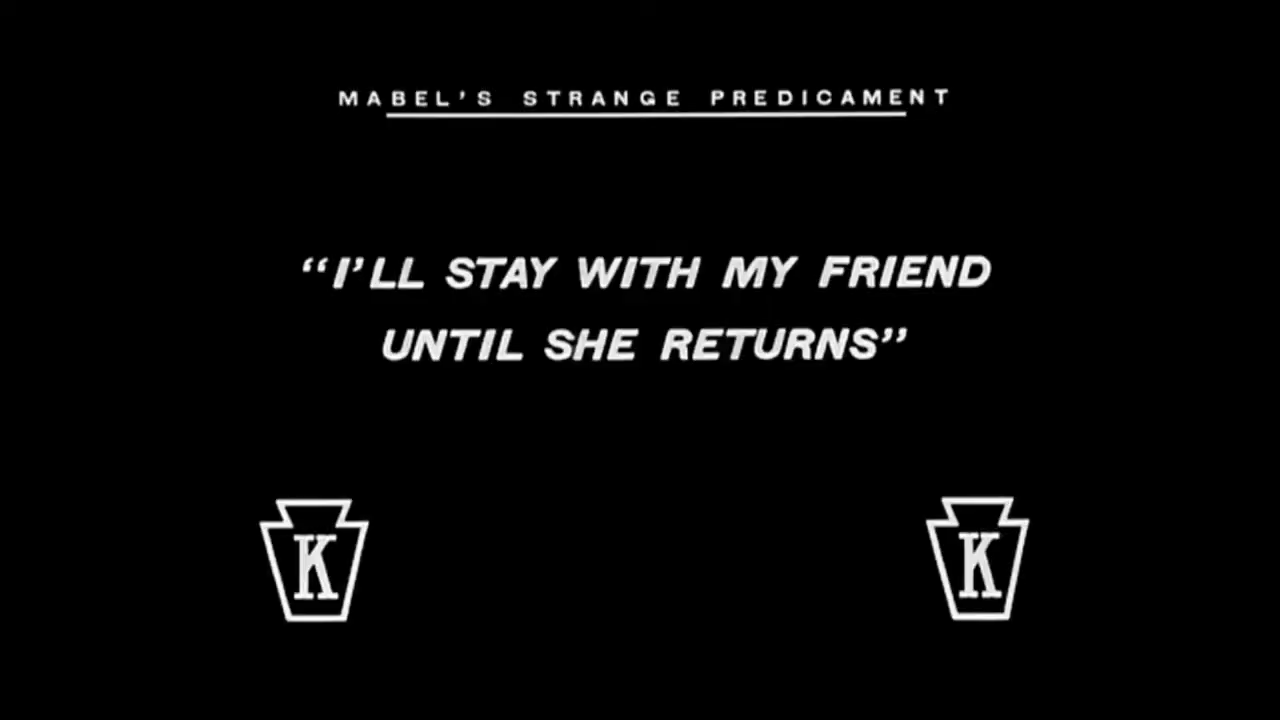 MABEL'S STRANGE PREDICAMENT
“I'LL STAY WITH MY FRIEND
UNTIL SHE RETURNS”
K K